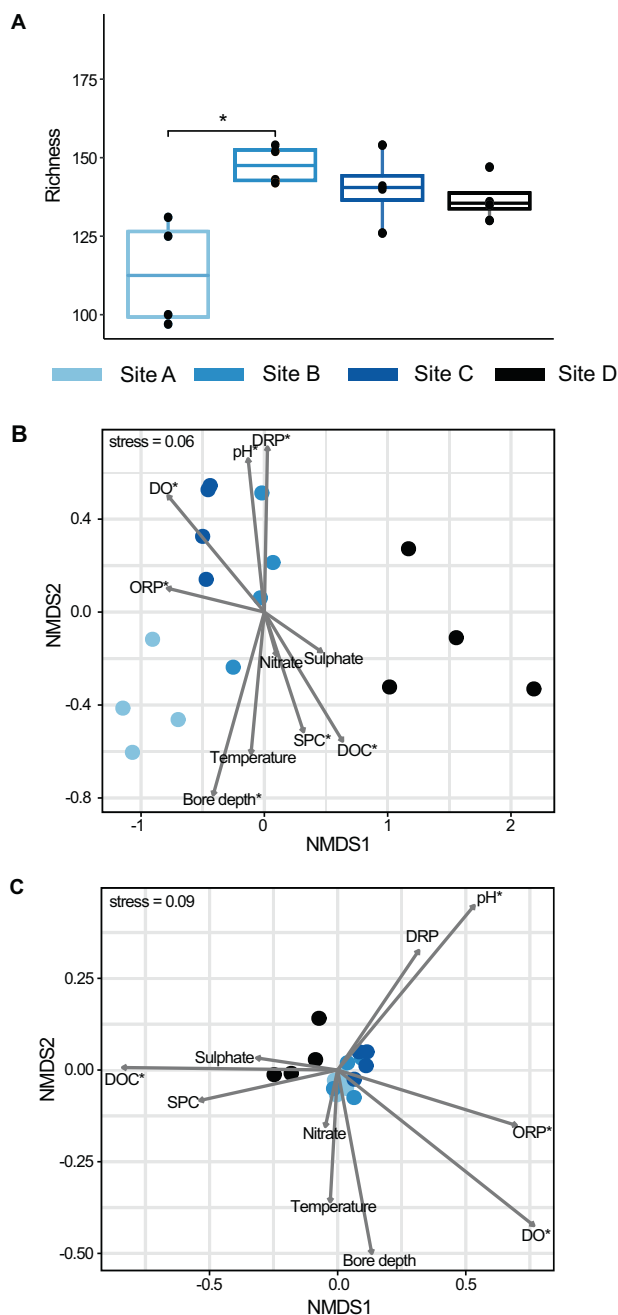 A
Richness
175
150
125
100
*
Site A Site B Site C Site D
B
stress = 0.06
DRP*
pH*
DO*
ORP*
Nitrate
Sulphate
SPC*
DOC*
Temperature
Bore depth*
NMDS2
0.4
0.0
-0.4
-0.8
-1 0 1 2
NMDS1
C
stress = 0.09
pH*
DRP
Sulphate
DOC*
SPC
Nitrate
ORP*
Temperature
DO*
Bore depth
NMDS2
0.25
0.00
-0.25
-0.50
-0.5 0.0 0.5
NMDS1